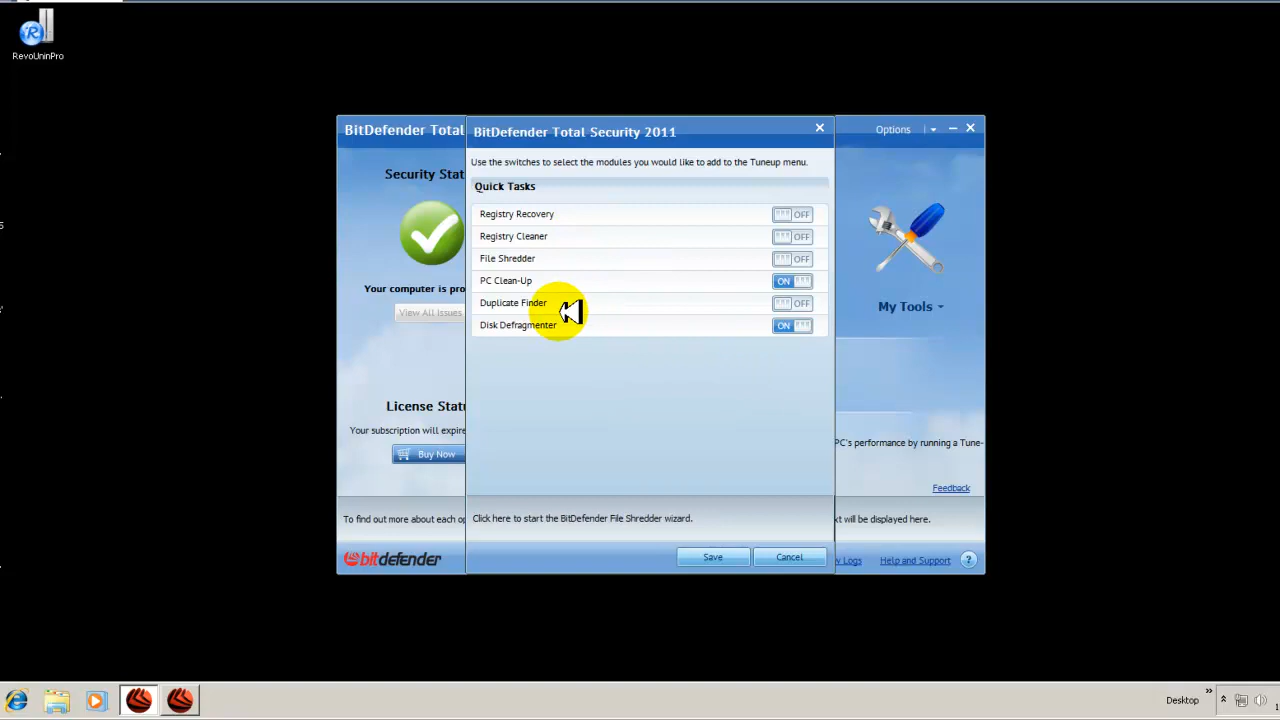 RevoUninPro
BitDefender Total
BitDefender Total Security 2011
Options
Use the switches to select the modules you would like to add to the Tuneup menu.
Security Stat
Quick Tasks
Registry Recovery
OFF
Registry Cleaner
OFF
File Shredder
OFF
PC Clean-Up
ON
Duplicate Finder
OFF
Disk Defragmenter
ON
Your computer is pro
View All Issues
My Tools
License Statu
Your subscription will expire
Buy Now
PC's performance by running a Tune-
Feedback
To find out more about each op
Click here to start the BitDefender File Shredder wizard.
xt will be displayed here.
bitdefender
Save
Cancel
Logs
Help and Support
?
Desktop